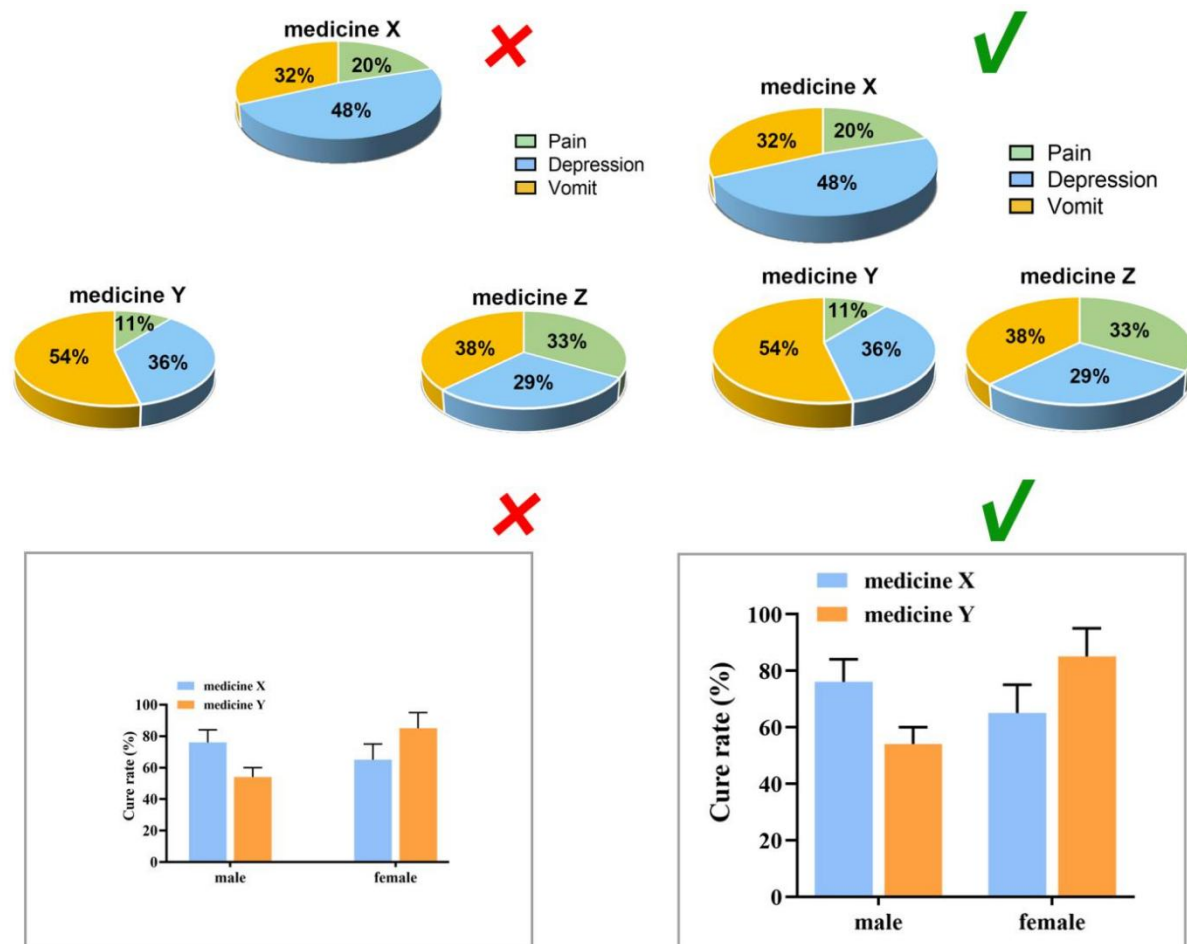 medicine X
32%
20%
48%
Pain
Depression
Vomit
medicine Y
11%
54%
36%
medicine Z
38%
33%
29%
medicine X
32%
20%
48%
Pain
Depression
Vomit
medicine Y
11%
54%
36%
medicine Z
38%
33%
29%
medicine X
medicine Y
Cure rate (%)
100
80
60
40
20
0
male female
medicine X
medicine Y
Cure rate (%)
100
80
60
40
20
0
male female